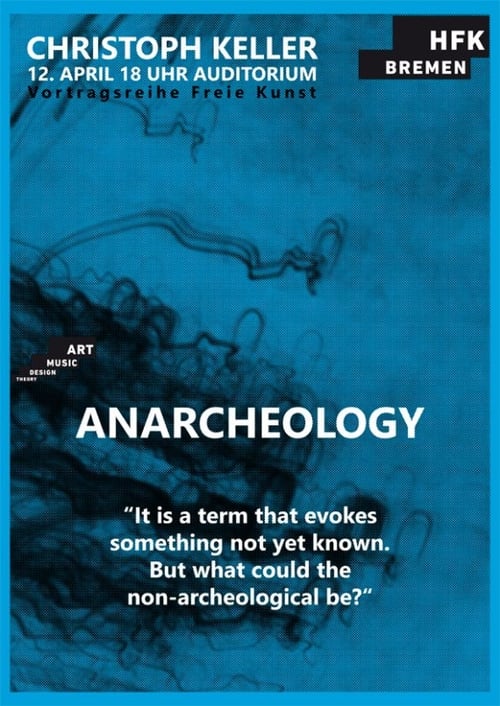 CHRISTOPH KELLER
12. APRIL 18 UHR AUDITORIUM
Vortragsreihe Freie Kunst
HFK
BREMEN
ART
MUSIC
DESIGN
THEORY
ANARCHEOLOGY
“It is a term that evokes
something not yet known.
But what could the
non-archeological be?“